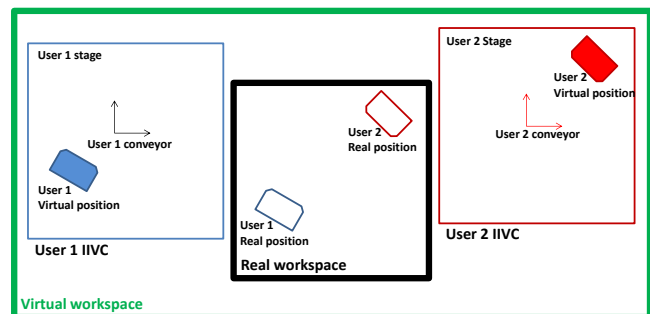 User 1 stage
User 1 conveyor
User 1
Virtual position
User 1 IIVC
User 2
Real position
User 1
Real position
Real workspace
User 2 Stage
User 2
Virtual position
User 2 conveyor
User 2 IIVC
Virtual workspace